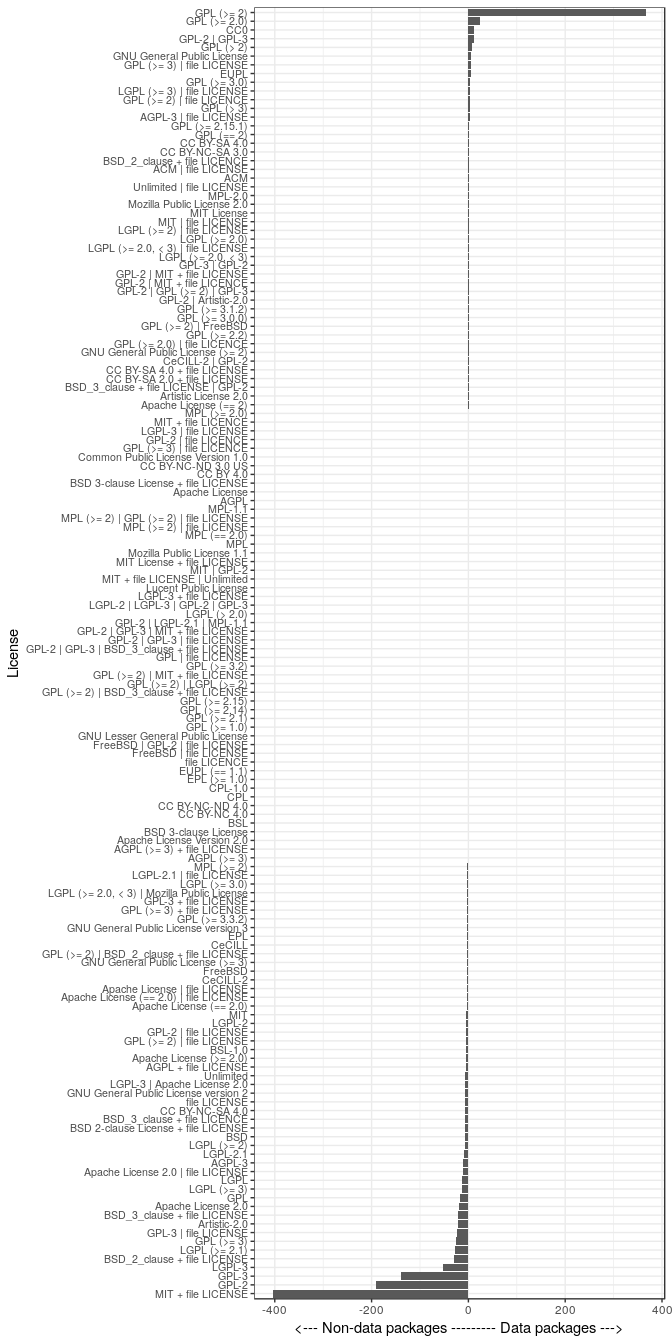 GPL (>= 2)
GPL (>= 2.0)
CC0
GPL-2 | GPL-3
GPL (> 2)
GNU General Public License
GPL (>= 3) | file LICENSE
EUPL
GPL (>= 3.0)
LGPL (>= 3) | file LICENSE
GPL (>= 2) | file LICENCE
GPL (> 3)
AGPL-3 | file LICENSE
GPL (>= 2.15.1)
GPL (== 2)
CC BY-SA 4.0
CC BY-NC-SA 3.0
BSD_2_clause + file LICENCE
ACM | file LICENSE
ACM
Unlimited | file LICENSE
MPL-2.0
Mozilla Public License 2.0
MIT License
MIT | file LICENSE
LGPL (>= 2) | file LICENSE
LGPL (>= 2.0)
LGPL (>= 2.0, < 3) | file LICENSE
LGPL (>= 2.0, < 3)
GPL-3 | GPL-2
GPL-2 | MIT + file LICENSE
GPL-2 | MIT + file LICENCE
GPL-2 | GPL (>= 2) | GPL-3
GPL-2 | Artistic-2.0
GPL (>= 3.1.2)
GPL (>= 3.0.0)
GPL (>= 2) | FreeBSD
GPL (>= 2.2)
GPL (>= 2.0) | file LICENCE
GNU General Public License (>= 2)
CeCILL-2 | GPL-2
CC BY-SA 4.0 + file LICENSE
CC BY-SA 2.0 + file LICENSE
BSD_3_clause + file LICENSE | GPL-2
Artistic License 2.0
Apache License (== 2)
MPL (>= 2.0)
MIT + file LICENCE
LGPL-3 | file LICENSE
GPL-2 | file LICENCE
GPL (>= 3) | file LICENCE
Common Public License Version 1.0
CC BY-NC-ND 3.0 US
CC BY 4.0
BSD 3-clause License + file LICENSE
Apache License
AGPL
MPL-1.1
MPL (>= 2) | GPL (>= 2) | file LICENSE
MPL (>= 2) | file LICENSE
MPL (== 2.0)
MPL
Mozilla Public License 1.1
MIT License + file LICENSE
MIT | GPL-2
MIT + file LICENSE | Unlimited
Lucent Public License
LGPL-3 + file LICENSE
LGPL-2 | LGPL-3 | GPL-2 | GPL-3
LGPL (> 2.0)
GPL-2 | LGPL-2.1 | MPL-1.1
GPL-2 | GPL-3 | MIT + file LICENSE
GPL-2 | GPL-3 | file LICENSE
GPL-2 | GPL-3 | BSD_3_clause + file LICENSE
GPL | file LICENSE
GPL (>= 3.2)
GPL (>= 2) | MIT + file LICENSE
GPL (>= 2) | LGPL (>= 2)
GPL (>= 2) | BSD_3_clause + file LICENSE
GPL (>= 2.15)
GPL (>= 2.14)
GPL (>= 2.1)
GPL (>= 1.0)
GNU Lesser General Public License
FreeBSD | GPL-2 | file LICENSE
FreeBSD | file LICENSE
file LICENCE
EUPL (== 1.1)
EPL (>= 1.0)
CPL-1.0
CPL
CC BY-NC-ND 4.0
CC BY-NC 4.0
BSL
BSD 3-clause License
Apache License Version 2.0
AGPL (>= 3) + file LICENSE
AGPL (>= 3)
MPL (>= 2)
LGPL-2.1 | file LICENSE
LGPL (>= 3.0)
LGPL (>= 2.0, < 3) | Mozilla Public License
GPL-3 + file LICENSE
GPL (>= 3) + file LICENSE
GPL (>= 3.3.2)
GNU General Public License version 3
EPL
CeCILL
GPL (>= 2) | BSD_2_clause + file LICENSE
GNU General Public License (>= 3)
FreeBSD
CeCILL-2
Apache License | file LICENSE
Apache License (== 2.0) | file LICENSE
Apache License (== 2.0)
MIT
LGPL-2
GPL-2 | file LICENSE
GPL (>= 2) | file LICENSE
BSL-1.0
Apache License (>= 2.0)
AGPL + file LICENSE
Unlimited
LGPL-3 | Apache License 2.0
GNU General Public License version 2
file LICENSE
CC BY-NC-SA 4.0
BSD_3_clause + file LICENCE
BSD 2-clause License + file LICENSE
BSD
LGPL (>= 2)
LGPL-2.1
AGPL-3
Apache License 2.0 | file LICENSE
LGPL
LGPL (>= 3)
GPL
Apache License 2.0
BSD_3_clause + file LICENSE
Artistic-2.0
GPL-3 | file LICENSE
GPL (>= 3)
LGPL (>= 2.1)
BSD_2_clause + file LICENSE
LGPL-3
GPL-3
GPL-2
MIT + file LICENSE
License
-400 -200 0 200 400
<--- Non-data packages --------- Data packages --->